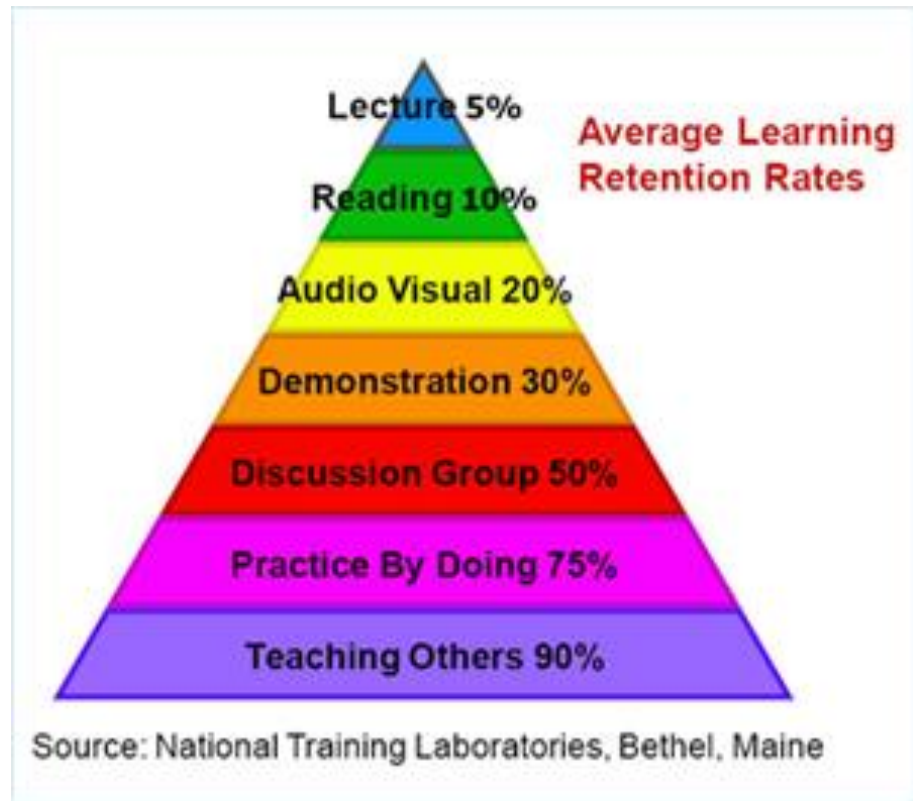 Lecture 5%
Average Learning
Retention Rates
Reading 10%
Audio Visual 20%
Demonstration 30%
Discussion Group 50%
Practice By Doing 75%
Teaching Others 90%
Source: National Training Laboratories, Bethel, Maine